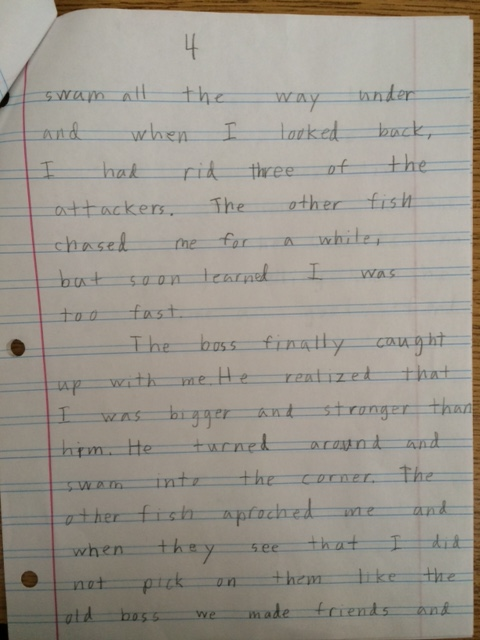 4
swam all the way under
and when I looked back,
I had rid three of the
attackers. The other fish
chased me for a while,
but soon learned I was
too fast.
The boss finally caught
up with me. He realized that
I was bigger and stronger than
him. He turned around and
swam into the corner. The
other fish aproched me and
when they see that I did
not pick on them like the
old boss we made friends and